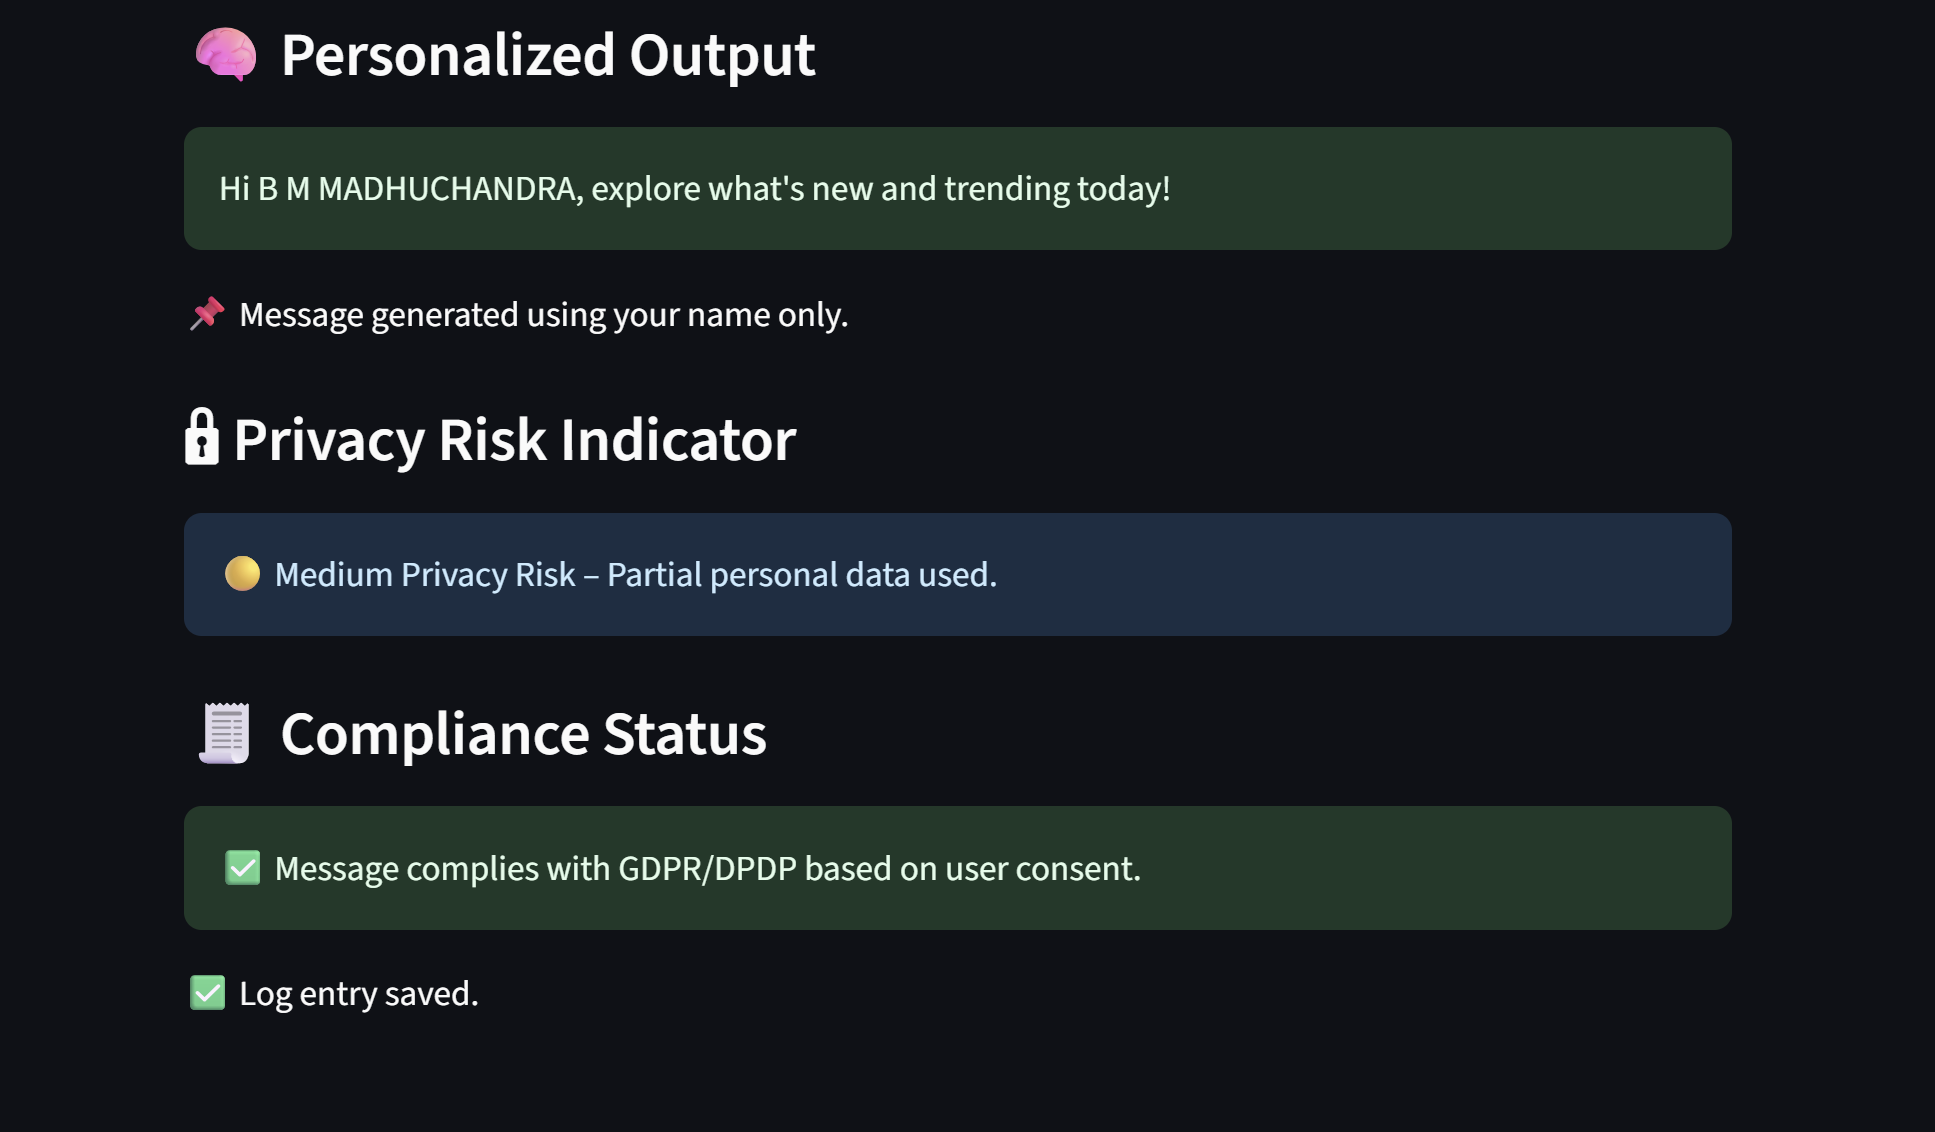 🧠 Personalized Output
Hi B M MADHUCHANDRA, explore what's new and trending today!
📌 Message generated using your name only.
🔒 Privacy Risk Indicator
🟡 Medium Privacy Risk – Partial personal data used.
📜 Compliance Status
✅ Message complies with GDPR/DPDP based on user consent.
✅ Log entry saved.